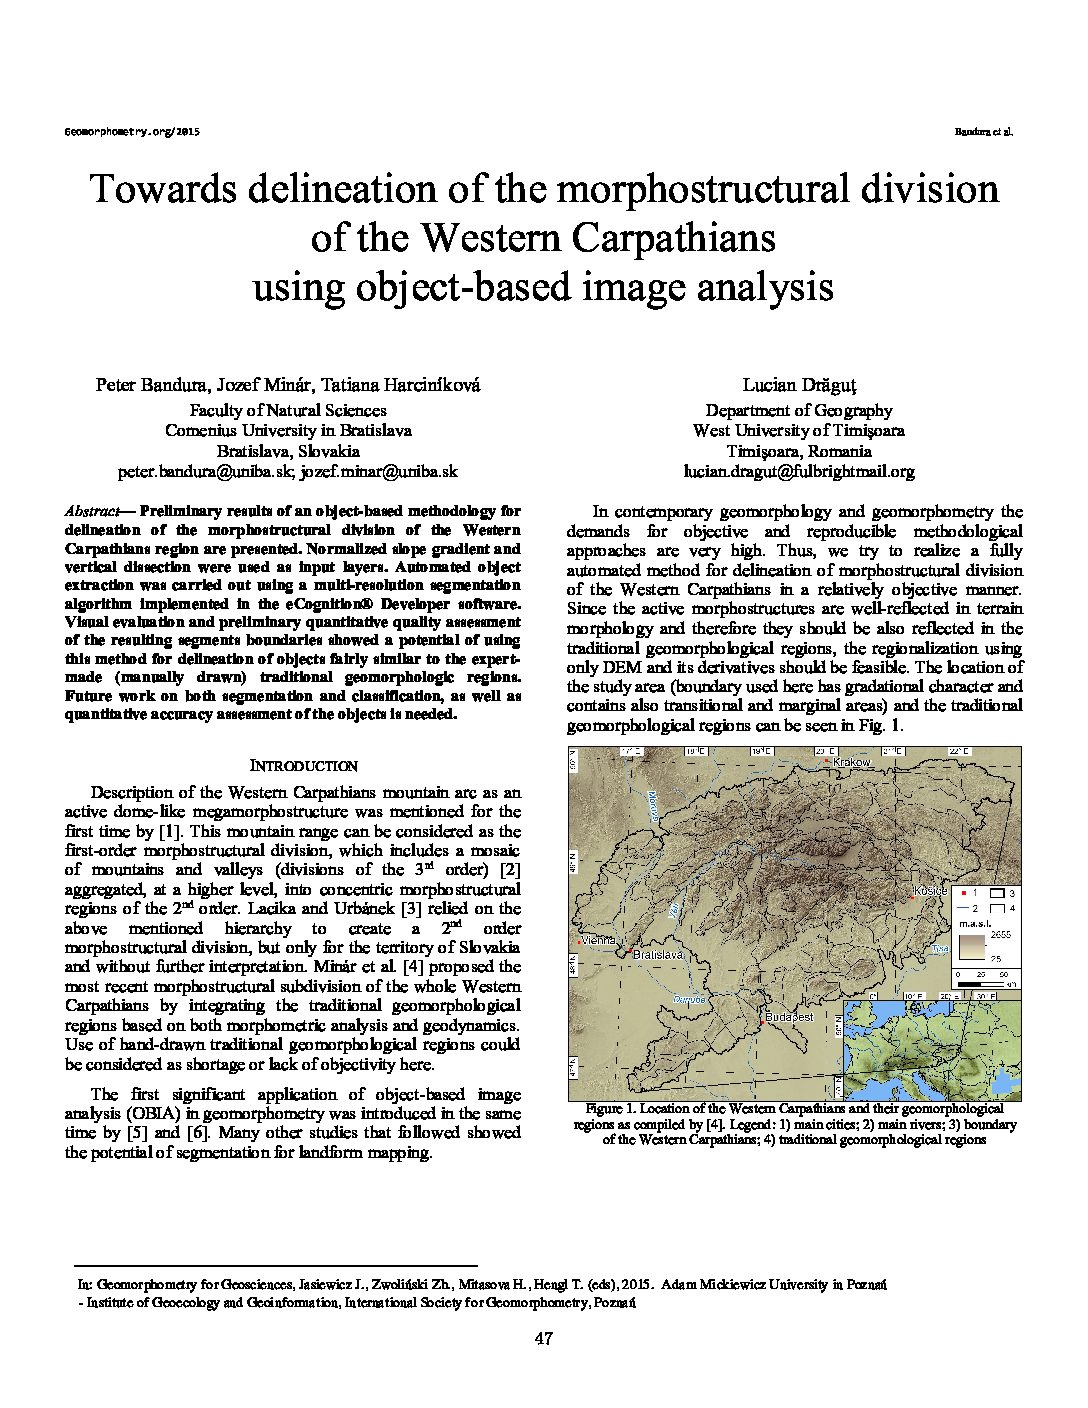 Geomorphometry.org/2015
Bandura et al.
Towards delineation of the morphostructural division
of the Western Carpathians
using object-based image analysis
Peter Bandura, Jozef Minár, Tatiana Harciníková
Faculty of Natural Sciences
Comenius University in Bratislava
Bratislava, Slovakia
peter.bandura@uniba.sk; jozef.minar@uniba.sk
Lucian Drăguţ
Department of Geography
West University of Timişoara
Timişoara, Romania
lucian.dragut@fulbrightmail.org
Abstract— Preliminary results of an object-based methodology for
delineation of the morphostructural division of the Western
Carpathians region are presented. Normalized slope gradient and
vertical dissection were used as input layers. Automated object
extraction was carried out using a multi-resolution segmentation
algorithm implemented in the eCognition® Developer software.
Visual evaluation and preliminary quantitative quality assessment
of the resulting segments boundaries showed a potential of using
this method for delineation of objects fairly similar to the expert-
made (manually drawn) traditional geomorphologic regions.
Future work on both segmentation and classification, as well as
quantitative accuracy assessment of the objects is needed.
INTRODUCTION
Description of the Western Carpathians mountain arc as an
active dome-like megamorphostructure was mentioned for the
first time by [1]. This mountain range can be considered as the
first-order morphostructural division, which includes a mosaic
of mountains and valleys (divisions of the 3rd order) [2]
aggregated, at a higher level, into concentric morphostructural
regions of the 2nd order. Lacika and Urbánek [3] relied on the
above mentioned hierarchy to create a 2nd order
morphostructural division, but only for the territory of Slovakia
and without further interpretation. Minár et al. [4] proposed the
most recent morphostructural subdivision of the whole Western
Carpathians by integrating the traditional geomorphological
regions based on both morphometric analysis and geodynamics.
Use of hand-drawn traditional geomorphological regions could
be considered as shortage or lack of objectivity here.
The first significant application of object-based image
analysis (OBIA) in geomorphometry was introduced in the same
time by [5] and [6]. Many other studies that followed showed
the potential of segmentation for landform mapping.
In contemporary geomorphology and geomorphometry the
demands for objective and reproducible methodological
approaches are very high. Thus, we try to realize a fully
automated method for delineation of morphostructural division
of the Western Carpathians in a relatively objective manner.
Since the active morphostructures are well-reflected in terrain
morphology and therefore they should be also reflected in the
traditional geomorphological regions, the regionalization using
only DEM and its derivatives should be feasible. The location of
the study area (boundary used here has gradational character and
contains also transitional and marginal areas) and the traditional
geomorphological regions can be seen in Fig. 1.
17° E 18° E 19° E 20° E 21° E 22° E
Krakow
Morava
Košice
Váh
Vienna
Bratislava
Tisa
Danube
Budapest
1 3
2 4
m.a.s.l.
2655
25
0 25 50
km
0° 10° E 20° E 30° E
Figure 1. Location of the Western Carpathians and their geomorphological
regions as compiled by [4]. Legend: 1) main cities; 2) main rivers; 3) boundary
of the Western Carpathians; 4) traditional geomorphological regions
In: Geomorphometry for Geosciences, Jasiewicz J., Zwoliński Zb., Mitasova H., Hengl T. (eds), 2015. Adam Mickiewicz University in Poznań
- Institute of Geoecology and Geoinformation, International Society for Geomorphometry, Poznań
47